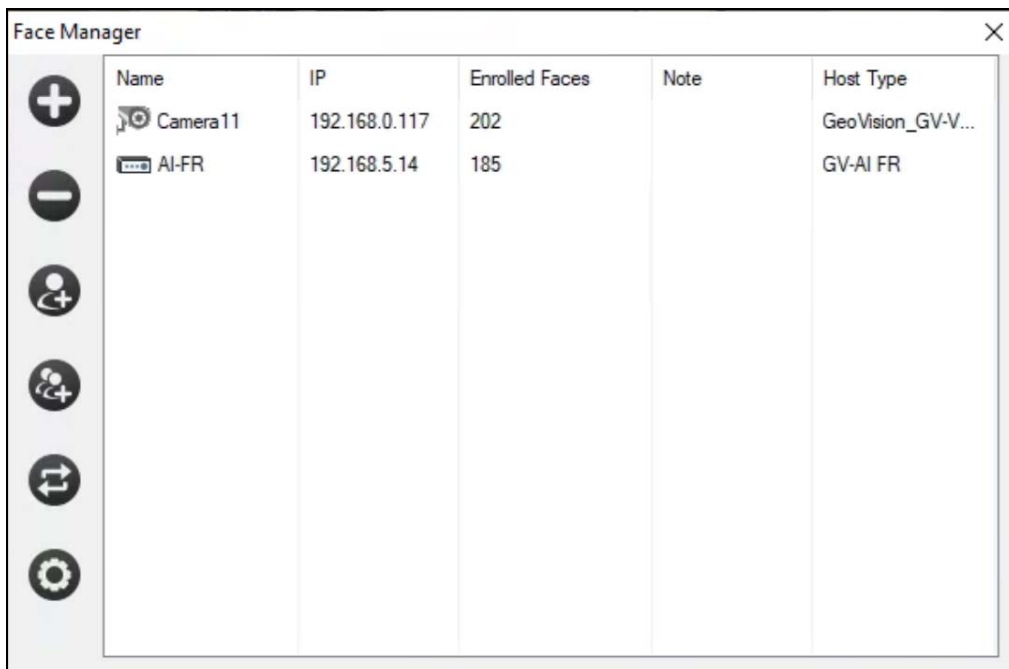 Face Manager
Name IP Enrolled Faces Note Host Type
Camera11 192.168.0.117 202 GeoVision_GV-V...
AI-FR 192.168.5.14 185 GV-AI FR